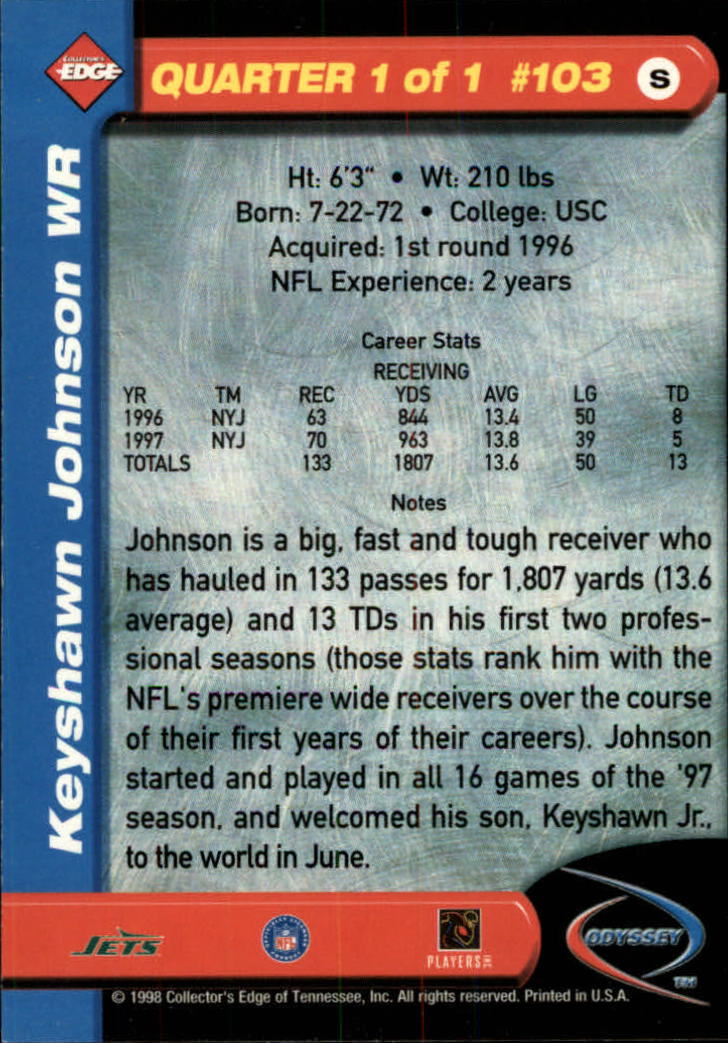 COLLECTOR'S
EDGE
QUARTER 1 of 1 #103 S
Keyshawn Johnson WR
Ht: 6'3" • Wt: 210 lbs
Born: 7-22-72 • College: USC
Acquired: 1st round 1996
NFL Experience: 2 years
Career Stats
RECEIVING
YR TM REC YDS AVG LG TD
1996 NYJ 63 844 13.4 50 8
1997 NYJ 70 963 13.8 39 5
TOTALS 133 1807 13.6 50 13
Notes
Johnson is a big, fast and tough receiver who
has hauled in 133 passes for 1,807 yards (13.6
average) and 13 TDs in his first two profes-
sional seasons (those stats rank him with the
NFL's premiere wide receivers over the course
of their first years of their careers). Johnson
started and played in all 16 games of the '97
season, and welcomed his son, Keyshawn Jr.,
to the world in June.
JETS
NFL
PLAYERS INC
ODYSSEY
TM
© 1998 Collector's Edge of Tennessee, Inc. All rights reserved. Printed in U.S.A.